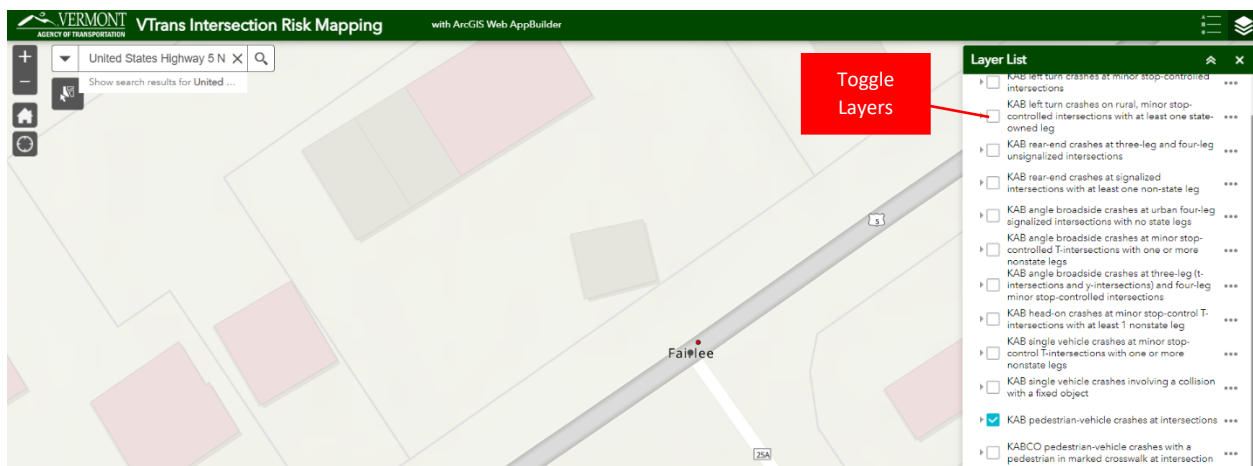 VERMONT
AGENCY OF TRANSPORTATION
VTrans Intersection Risk Mapping
with ArcGIS Web AppBuilder
United States Highway 5 N
Show search results for United ...
Toggle
Layers
Layer List
KAB left turn crashes at minor stop-controlled
intersections
KAB left turn crashes on rural, minor stop-
controlled intersections with at least one state-
owned leg
KAB rear-end crashes at three-leg and four-leg
unsignalized intersections
KAB rear-end crashes at signalized
intersections with at least one non-state leg
KAB angle broadside crashes at urban four-leg
signalized intersections with no state legs
KAB angle broadside crashes at minor stop-
controlled T-intersections with one or more
nonstate legs
KAB angle broadside crashes at three-leg (t-
intersections and y-intersections) and four-leg
minor stop-controlled intersections
KAB head-on crashes at minor stop-control T-
intersections with at least 1 nonstate leg
KAB single vehicle crashes at minor stop-
control T-intersections with one or more
nonstate legs
KAB single vehicle crashes involving a collision
with a fixed object
KAB pedestrian-vehicle crashes at intersections
KABCO pedestrian-vehicle crashes with a
pedestrian in marked crosswalk at intersection
5
Fairlee
25A